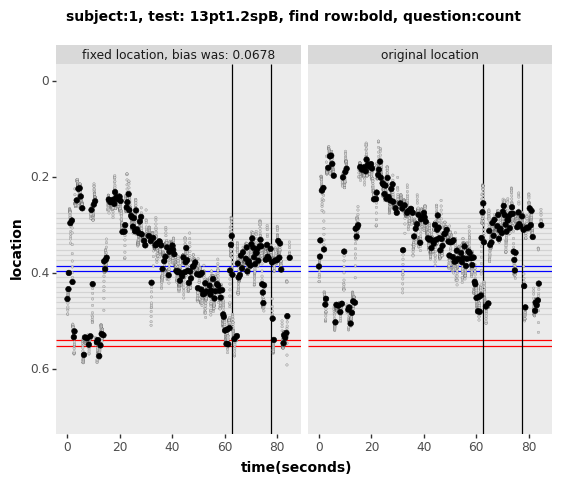 subject:1, test: 13pt1.2spB, find row:bold, question:count
fixed location, bias was: 0.0678
original location
0
0.2
0.4
0.6
location
0 20 40 60 80
0 20 40 60 80
time(seconds)